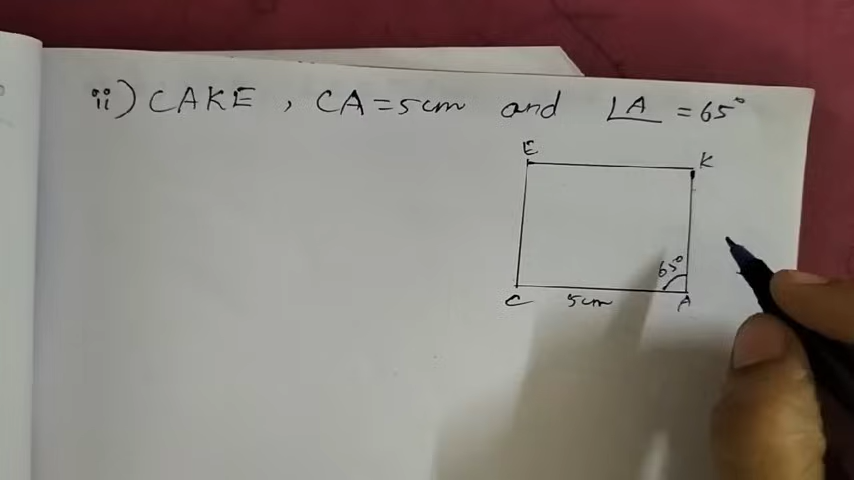 ii) CAKE , CA = 5cm and ∠A = 65°
E K
65°
C 5cm A